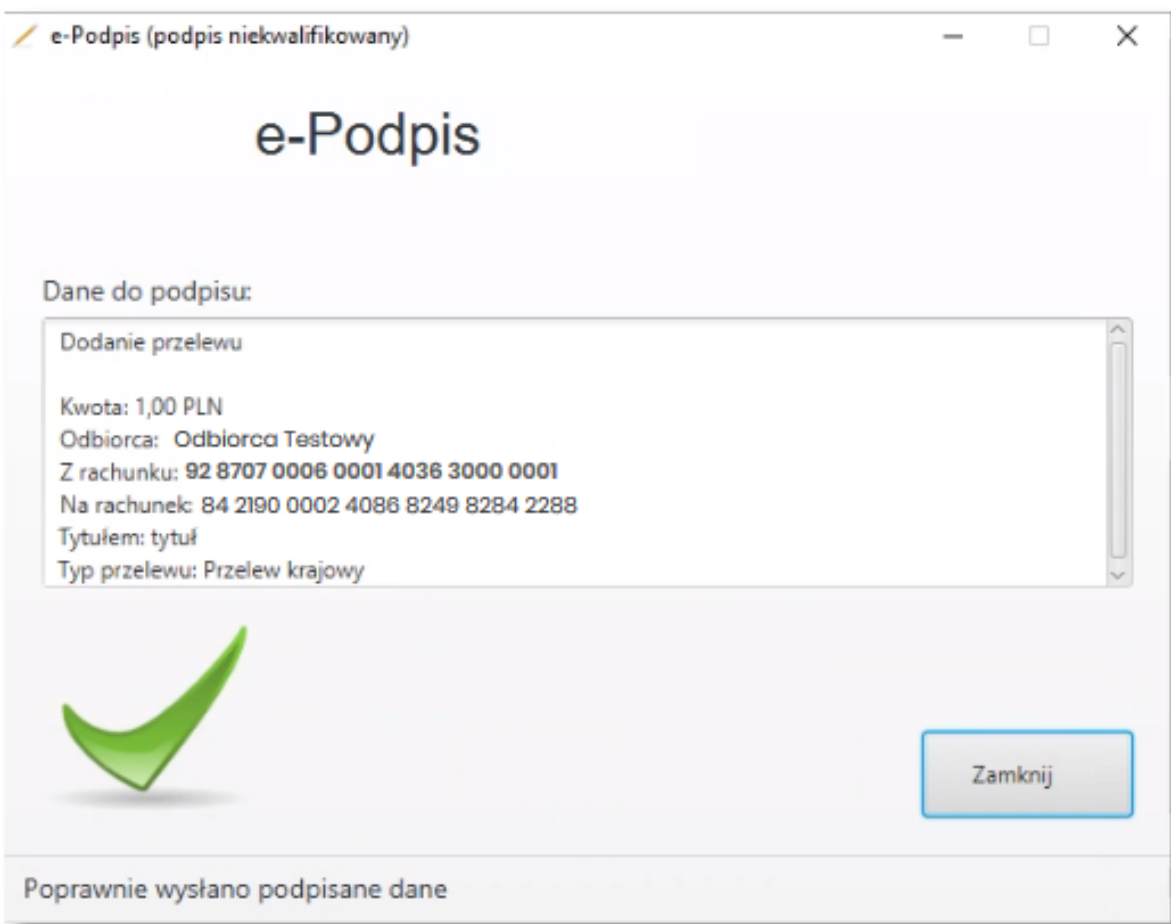 e-Podpis (podpis niekwalifikowany)
e-Podpis
Dane do podpisu:
Dodanie przelewu
Kwota: 1,00 PLN
Odbiorca: Odbiorca Testowy
Z rachunku: 92 8707 0006 0001 4036 3000 0001
Na rachunek: 84 2190 0002 4086 8249 8284 2288
Tytułem: tytuł
Typ przelewu: Przelew krajowy
Zamknij
Poprawnie wysłano podpisane dane